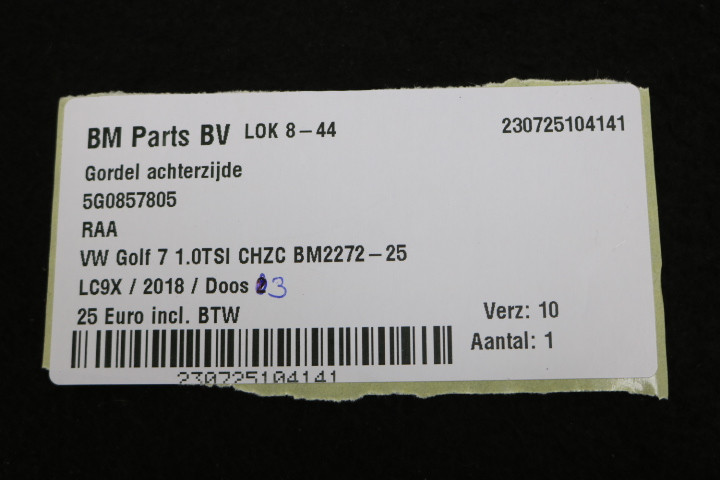 BM Parts BV LOK 8-44 230725104141
Gordel achterzijde
5G0857805
RAA
VW Golf 7 1.0TSI CHZC BM2272-25
LC9X / 2018 / Doos 3
25 Euro incl. BTW Verz: 10
Aantal: 1
230725104141